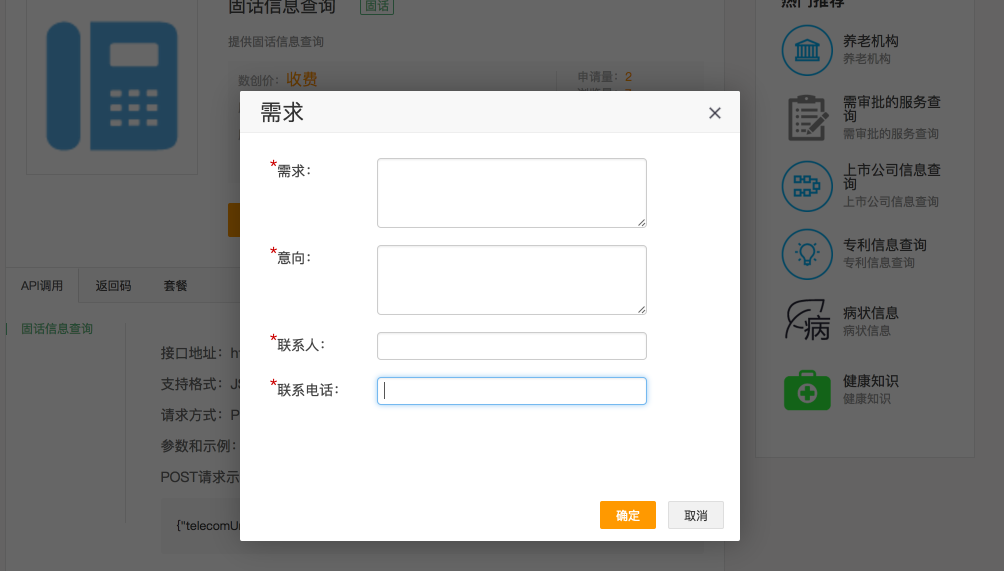 固话信息查询 固话
提供固话信息查询
数创价: 收费
申请量: 2
需求
*需求:
*意向:
*联系人:
*联系电话:
确定 取消
API调用 返回码 套餐
固话信息查询
接口地址:
支持格式:
请求方式:
参数和示例:
POST请求示
{"telecomU
热门推荐
养老机构
养老机构
需审批的服务查
询
需审批的服务查询
上市公司信息查
询
上市公司信息查询
专利信息查询
专利信息查询
病
病状信息
病状信息
健康知识
健康知识